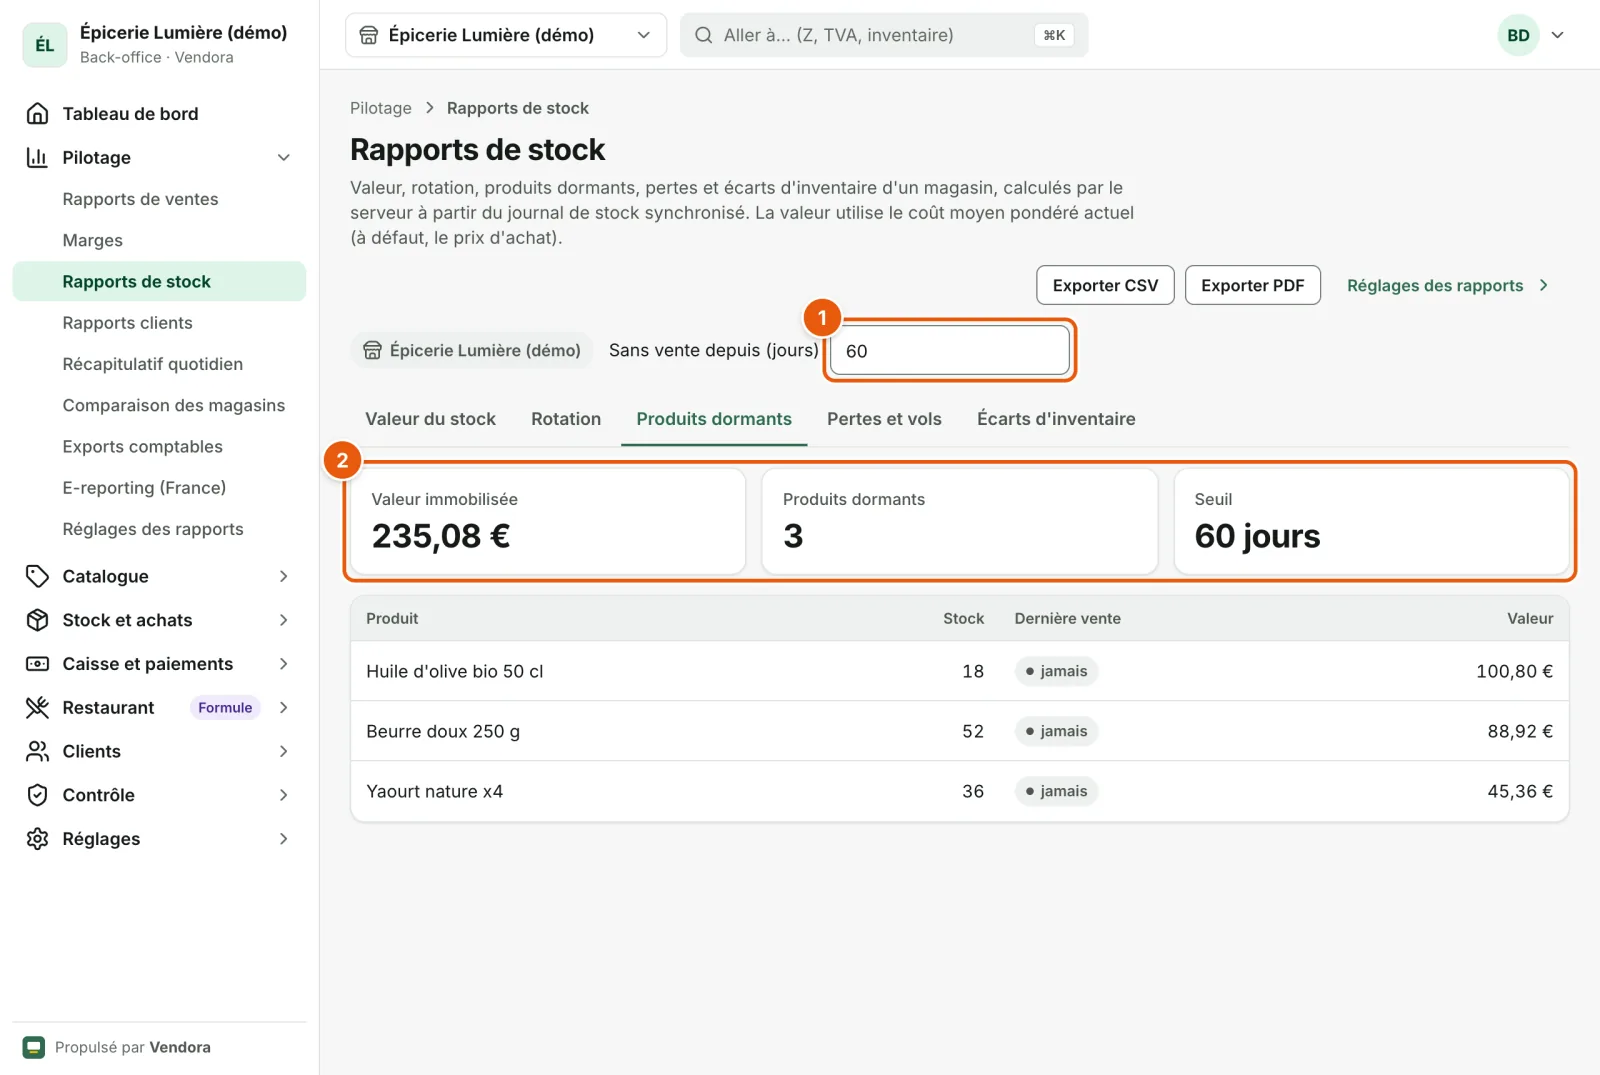 ÉL
Épicerie Lumière (démo)
Back-office · Vendora
Tableau de bord
Pilotage
Rapports de ventes
Marges
Rapports de stock
Rapports clients
Récapitulatif quotidien
Comparaison des magasins
Exports comptables
E-reporting (France)
Réglages des rapports
Catalogue
Stock et achats
Caisse et paiements
Restaurant Formule
Clients
Contrôle
Réglages
Propulsé par Vendora
Épicerie Lumière (démo)
Aller à... (Z, TVA, inventaire) ⌘K
BD
Pilotage > Rapports de stock
Rapports de stock
Valeur, rotation, produits dormants, pertes et écarts d'inventaire d'un magasin, calculés par le
serveur à partir du journal de stock synchronisé. La valeur utilise le coût moyen pondéré actuel
(à défaut, le prix d'achat).
Exporter CSV Exporter PDF Réglages des rapports
1
Épicerie Lumière (démo) Sans vente depuis (jours) 60
Valeur du stock Rotation Produits dormants Pertes et vols Écarts d'inventaire
2
Valeur immobilisée Produits dormants Seuil
235,08 € 3 60 jours
Produit Stock Dernière vente Valeur
Huile d'olive bio 50 cl 18 jamais 100,80 €
Beurre doux 250 g 52 jamais 88,92 €
Yaourt nature x4 36 jamais 45,36 €